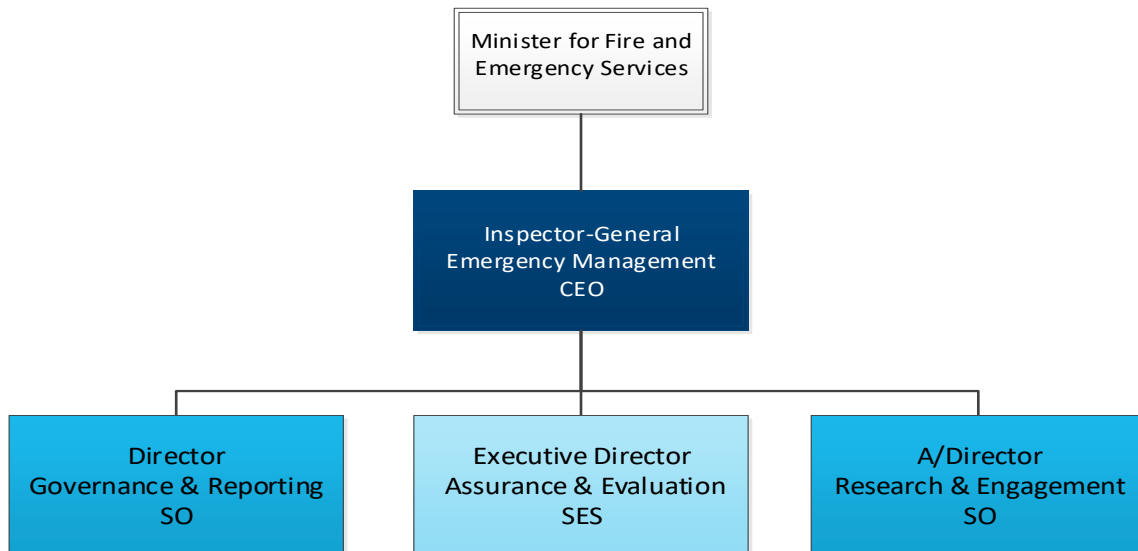 Minister for Fire and
Emergency Services
Inspector-General
Emergency Management
CEO
Director
Governance & Reporting
SO
Executive Director
Assurance & Evaluation
SES
A/Director
Research & Engagement
SO